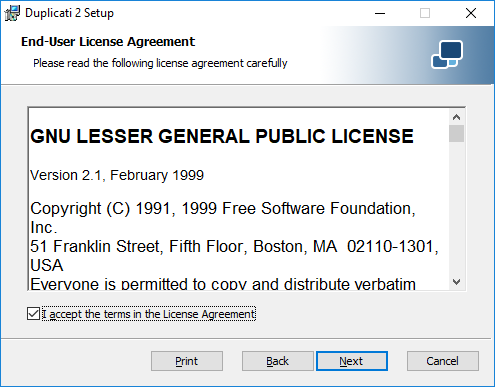 Duplicati 2 Setup
End-User License Agreement
Please read the following license agreement carefully
GNU LESSER GENERAL PUBLIC LICENSE
Version 2.1, February 1999
Copyright (C) 1991, 1999 Free Software Foundation,
Inc.
51 Franklin Street, Fifth Floor, Boston, MA  02110-1301,
USA
Everyone is permitted to copy and distribute verbatim
I accept the terms in the License Agreement
Print
Back
Next
Cancel